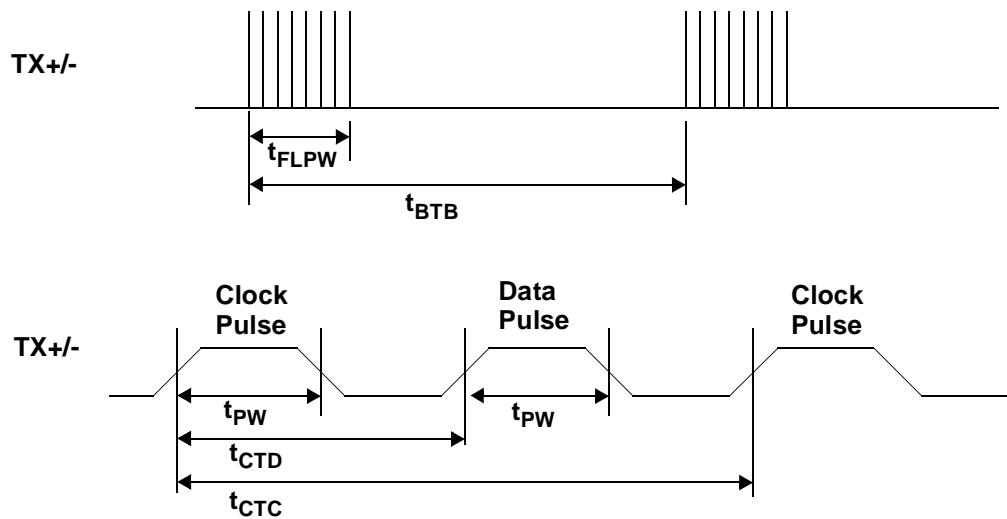 TX+/-
tFLPW
tBTB
Clock
Pulse
Data
Pulse
Clock
Pulse
TX+/-
tPW
tPW
tCTD
tCTC